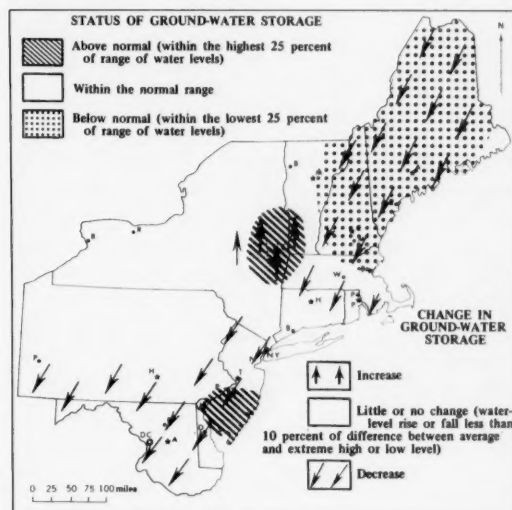 STATUS OF GROUND-WATER STORAGE
Above normal (within the highest 25 percent
of range of water levels)
Within the normal range
Below normal (within the lowest 25 percent
of range of water levels)
N
B
A
B
R
W
H
P
B
NY
T
P
H
DC
A
CHANGE IN
GROUND-WATER
STORAGE
Increase
Little or no change (water-
level rise or fall less than
10 percent of difference between average
and extreme high or low level)
Decrease
0 25 50 75 100 miles